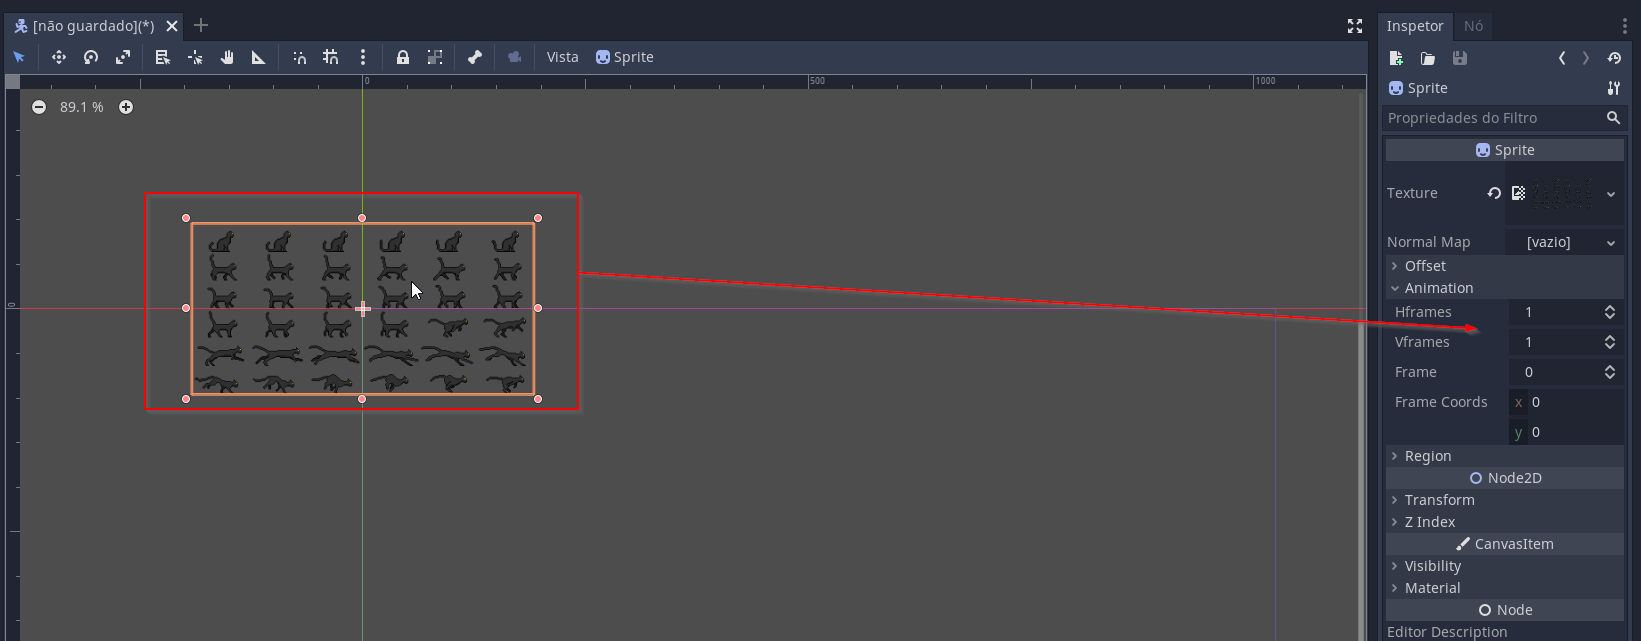 [não guardado](*)
Vista
Sprite
0
500
1000
89.1 %
0
Inspetor
Nó
Sprite
Propriedades do Filtro
Sprite
Texture
Normal Map
[vazio]
Offset
Animation
Hframes
1
Vframes
1
Frame
0
Frame Coords
x 0
y 0
Region
Node2D
Transform
Z Index
CanvasItem
Visibility
Material
Node
Editor Description